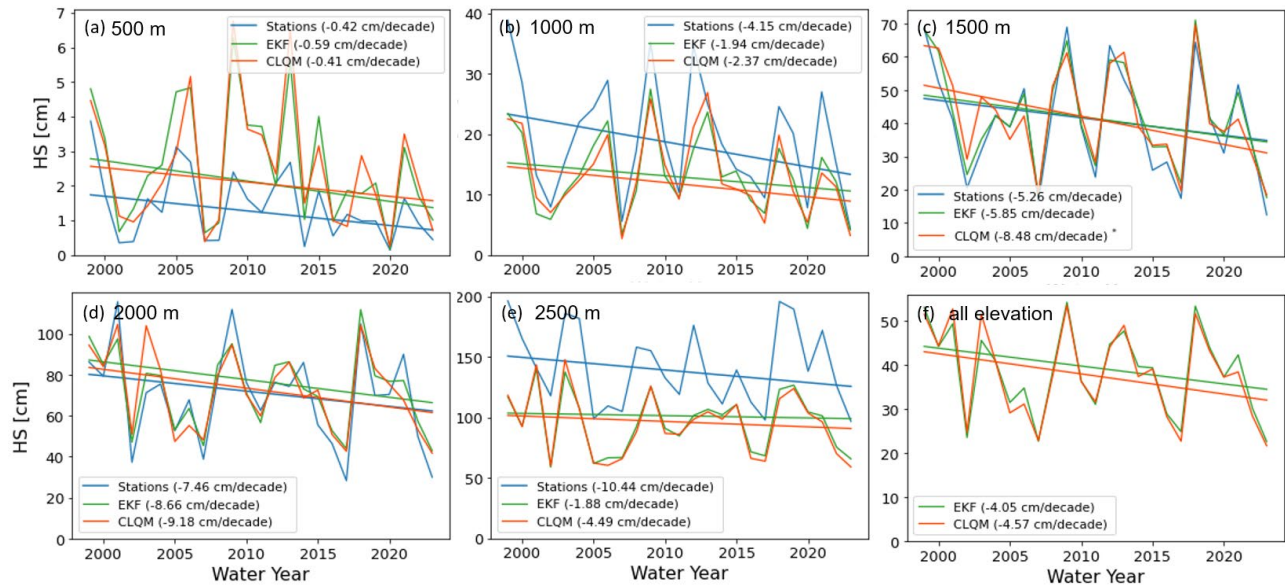 (a) 500 m
Stations (-0.42 cm/decade)
EKF (-0.59 cm/decade)
CLQM (-0.41 cm/decade)
HS [cm]
7
6
5
4
3
2
1
0
2000 2005 2010 2015 2020
(b) 1000 m
Stations (-4.15 cm/decade)
EKF (-1.94 cm/decade)
CLQM (-2.37 cm/decade)
40
30
20
10
0
2000 2005 2010 2015 2020
(c) 1500 m
70
60
50
40
30
20
10
0
Stations (-5.26 cm/decade)
EKF (-5.85 cm/decade)
CLQM (-8.48 cm/decade) *
2000 2005 2010 2015 2020
(d) 2000 m
HS [cm]
100
80
60
40
20
0
Stations (-7.46 cm/decade)
EKF (-8.66 cm/decade)
CLQM (-9.18 cm/decade)
2000 2005 2010 2015 2020
Water Year
(e) 2500 m
200
150
100
50
0
Stations (-10.44 cm/decade)
EKF (-1.88 cm/decade)
CLQM (-4.49 cm/decade)
2000 2005 2010 2015 2020
Water Year
(f) all elevation
50
40
30
20
10
0
EKF (-4.05 cm/decade)
CLQM (-4.57 cm/decade)
2000 2005 2010 2015 2020
Water Year